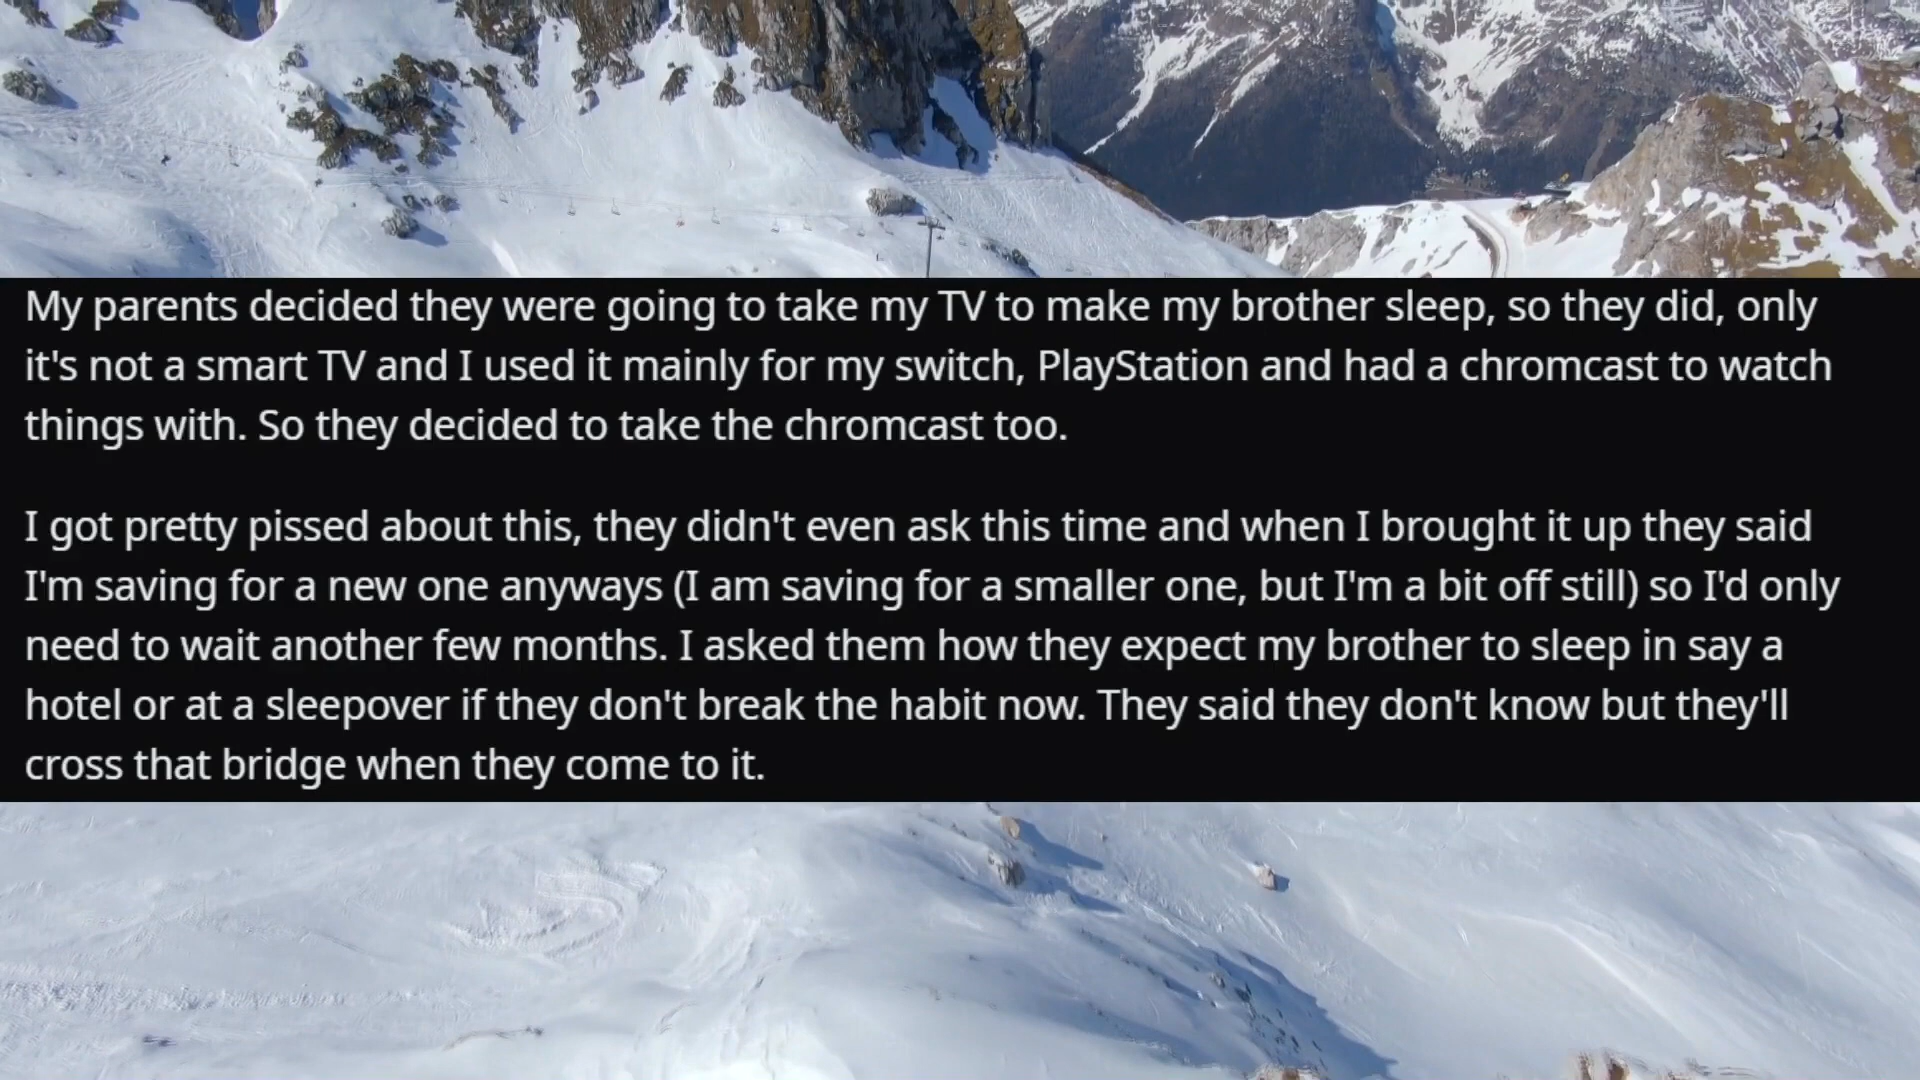 My parents decided they were going to take my TV to make my brother sleep, so they did, only
it's not a smart TV and I used it mainly for my switch, PlayStation and had a chromcast to watch
things with. So they decided to take the chromcast too.
I got pretty pissed about this, they didn't even ask this time and when I brought it up they said
I'm saving for a new one anyways (I am saving for a smaller one, but I'm a bit off still) so I'd only
need to wait another few months. I asked them how they expect my brother to sleep in say a
hotel or at a sleepover if they don't break the habit now. They said they don't know but they'll
cross that bridge when they come to it.